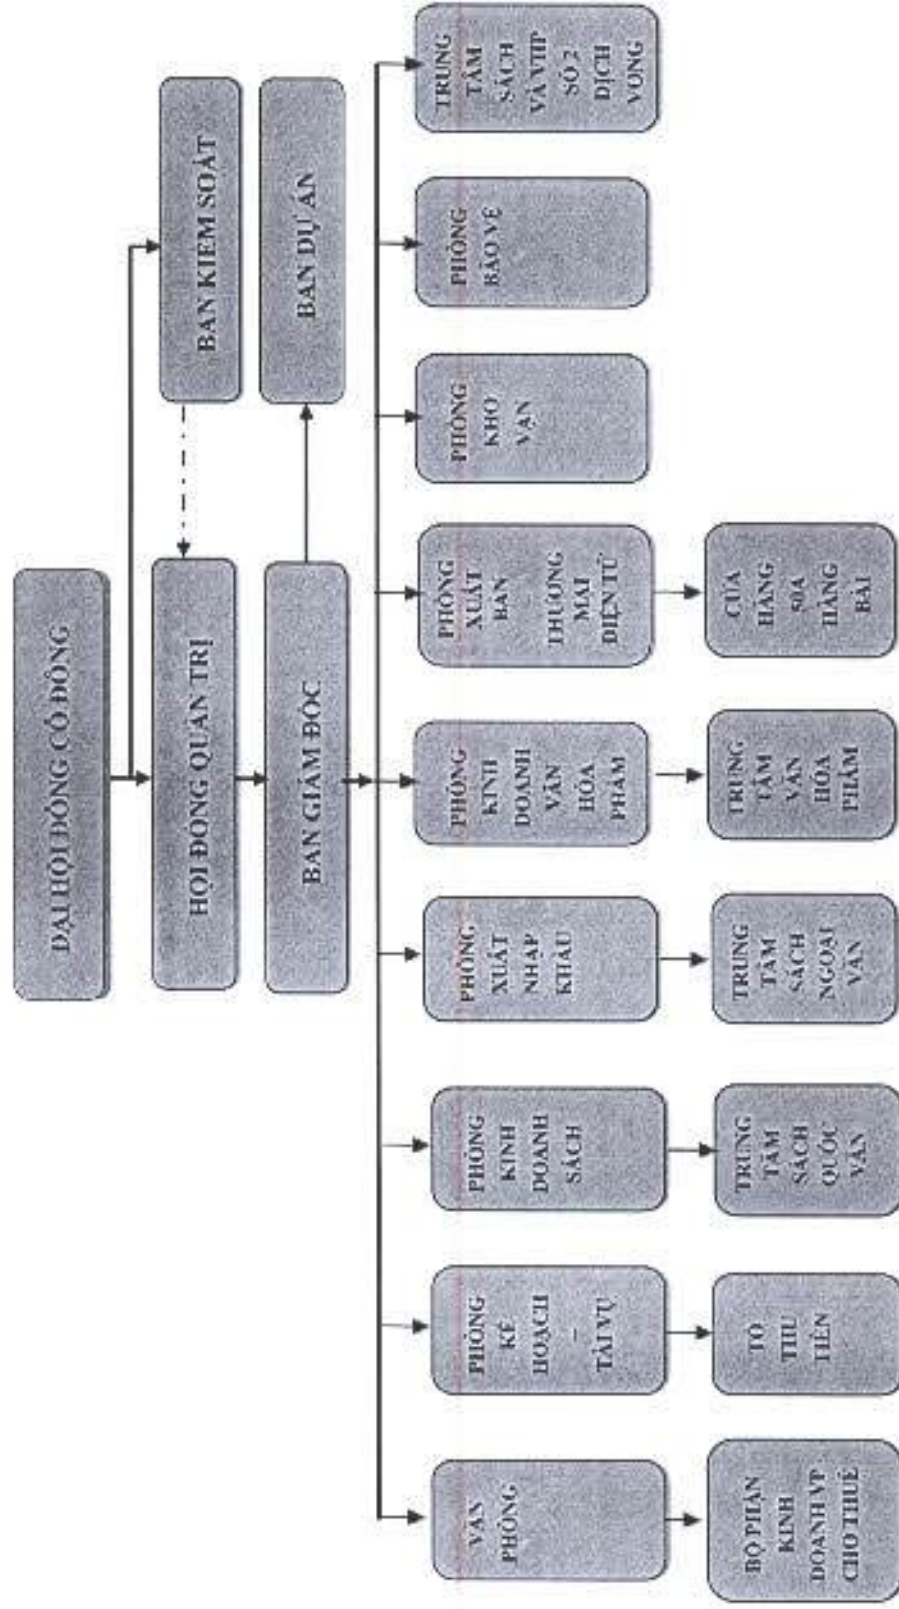 ĐẠI HỘI ĐỒNG CỔ ĐÔNG
HỘI ĐỒNG QUẢN TRỊ
BAN KIỂM SOÁT
BAN GIÁM ĐỐC
BAN DỰ ÁN
VĂN
PHÒNG
PHÒNG
KẾ
HOẠCH
–
TÀI VỤ
PHÒNG
KINH
DOANH
SÁCH
PHÒNG
XUẤT
NHẬP
KHẨU
PHÒNG
KINH
DOANH
VĂN
HÓA
PHẨM
PHÒNG
XUẤT
BẢN
THƯƠNG
MẠI
ĐIỆN TỬ
PHÒNG
KHO
VẬN
PHÒNG
BẢO VỆ
TRUNG
TÂM
SÁCH
VÀ VHP
SỐ 2
DỊCH
VỌNG
BỘ PHẬN
KINH
DOANH VP
CHO THUÊ
TỔ
THU
TIỀN
TRUNG
TÂM
SÁCH
QUỐC
VĂN
TRUNG
TÂM
SÁCH
NGOẠI
VĂN
TRUNG
TÂM
VĂN
HÓA
PHẨM
CỬA
HÀNG
50A
HÀNG
BÀI